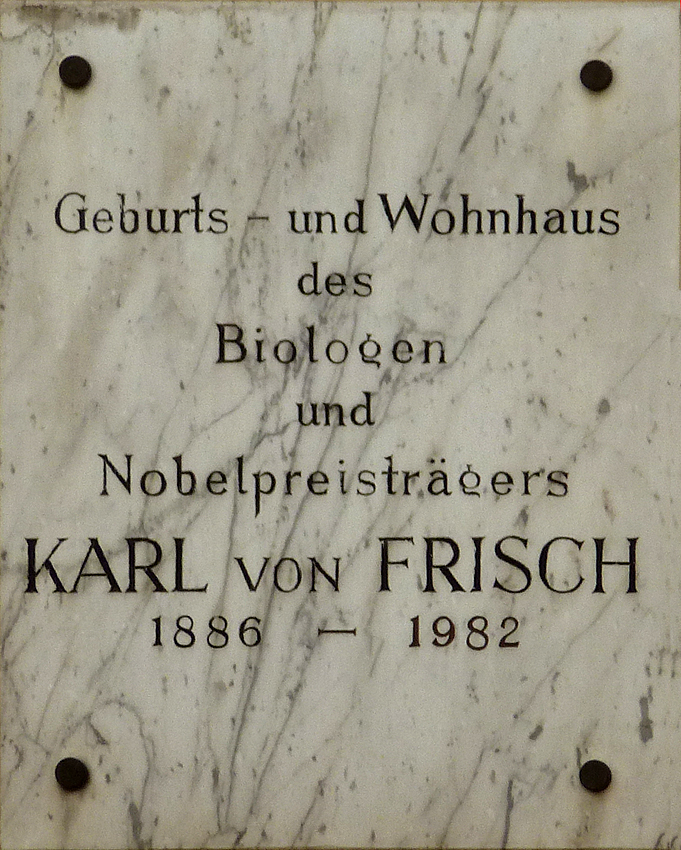 Geburts - und Wohnhaus
des
Biologen
und
Nobelpreisträgers
KARL VON FRISCH
1886 — 1982